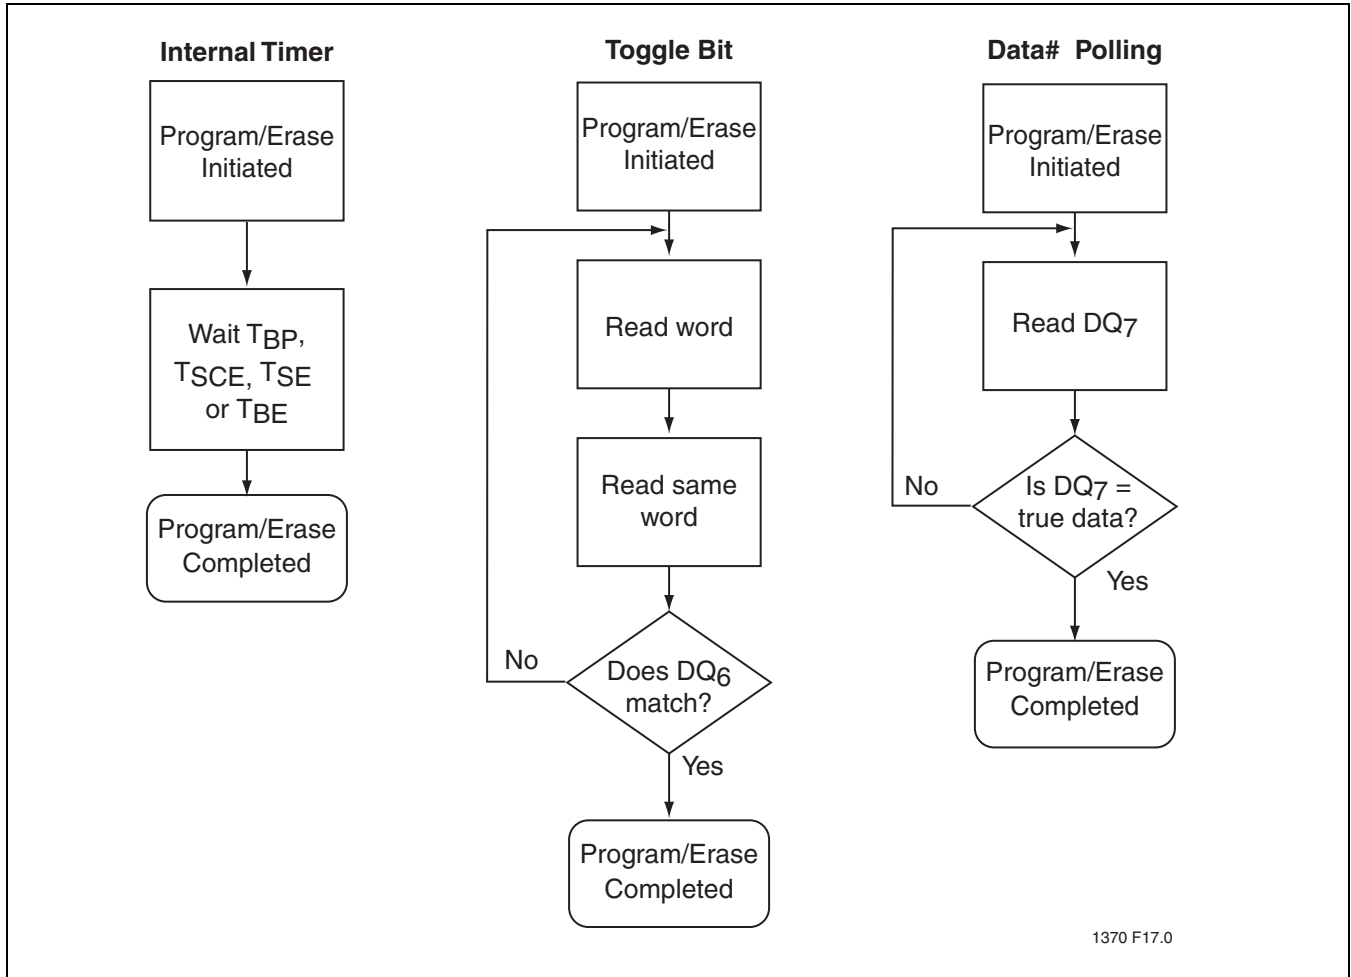 Internal Timer
Program/Erase
Initiated
Wait TBP,
TSCE, TSE
or TBE
Program/Erase
Completed
Toggle Bit
Program/Erase
Initiated
Read word
Read same
word
Does DQ6
match?
No
Yes
Program/Erase
Completed
Data# Polling
Program/Erase
Initiated
Read DQ7
Is DQ7 =
true data?
No
Yes
Program/Erase
Completed
1370 F17.0